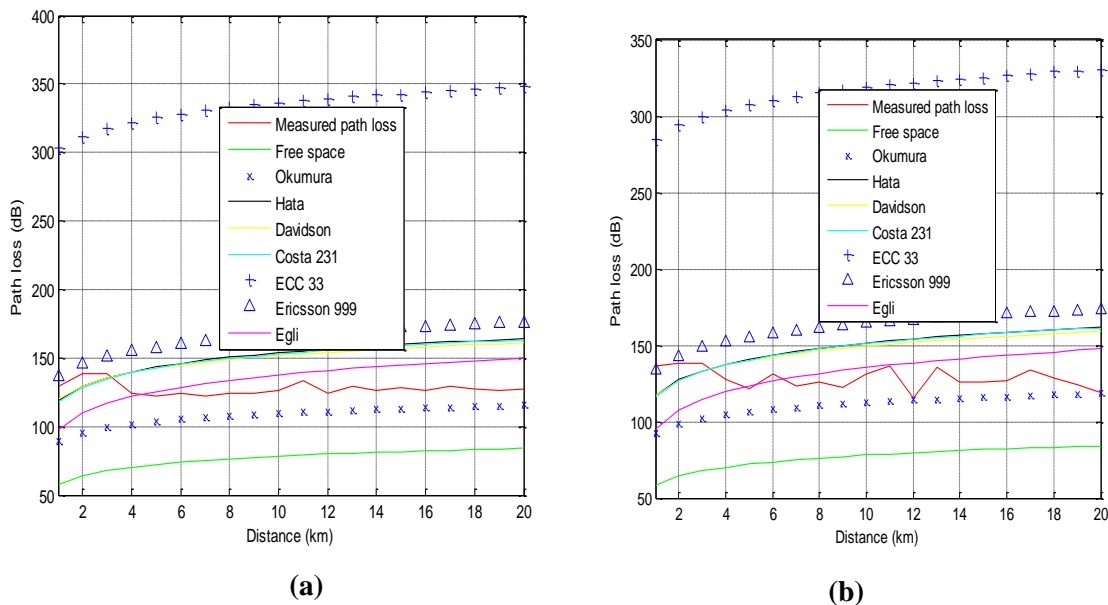 400
350
300
250
200
150
100
50
Path loss (dB)
Measured path loss
Free space
Okumura
Hata
Davidson
Costa 231
ECC 33
Ericsson 999
Egli
2 4 6 8 10 12 14 16 18 20
Distance (km)
(a)
350
300
250
200
150
100
50
Path loss (dB)
Measured path loss
Free space
Okumura
Hata
Davidson
Costa 231
ECC 33
Ericsson 999
Egli
2 4 6 8 10 12 14 16 18 20
Distance (km)
(b)